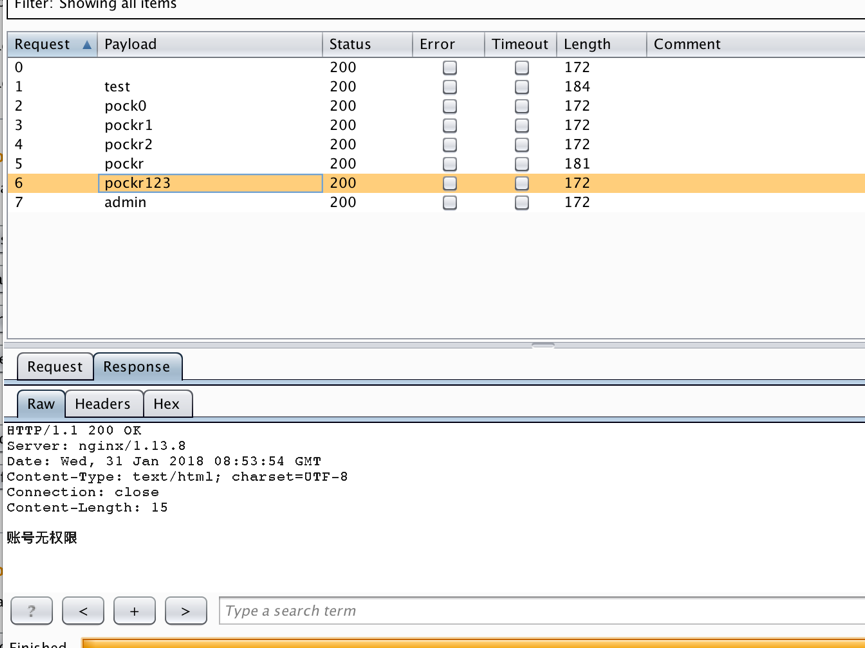 Filter: Showing all items
Request ▲ Payload Status Error Timeout Length Comment
0 200 172
1 test 200 184
2 pock0 200 172
3 pockr1 200 172
4 pockr2 200 172
5 pockr 200 181
6 pockr123 200 172
7 admin 200 172
Request Response
Raw Headers Hex
HTTP/1.1 200 OK
Server: nginx/1.13.8
Date: Wed, 31 Jan 2018 08:53:54 GMT
Content-Type: text/html; charset=UTF-8
Connection: close
Content-Length: 15
账号无权限
? < + > Type a search term
Finished